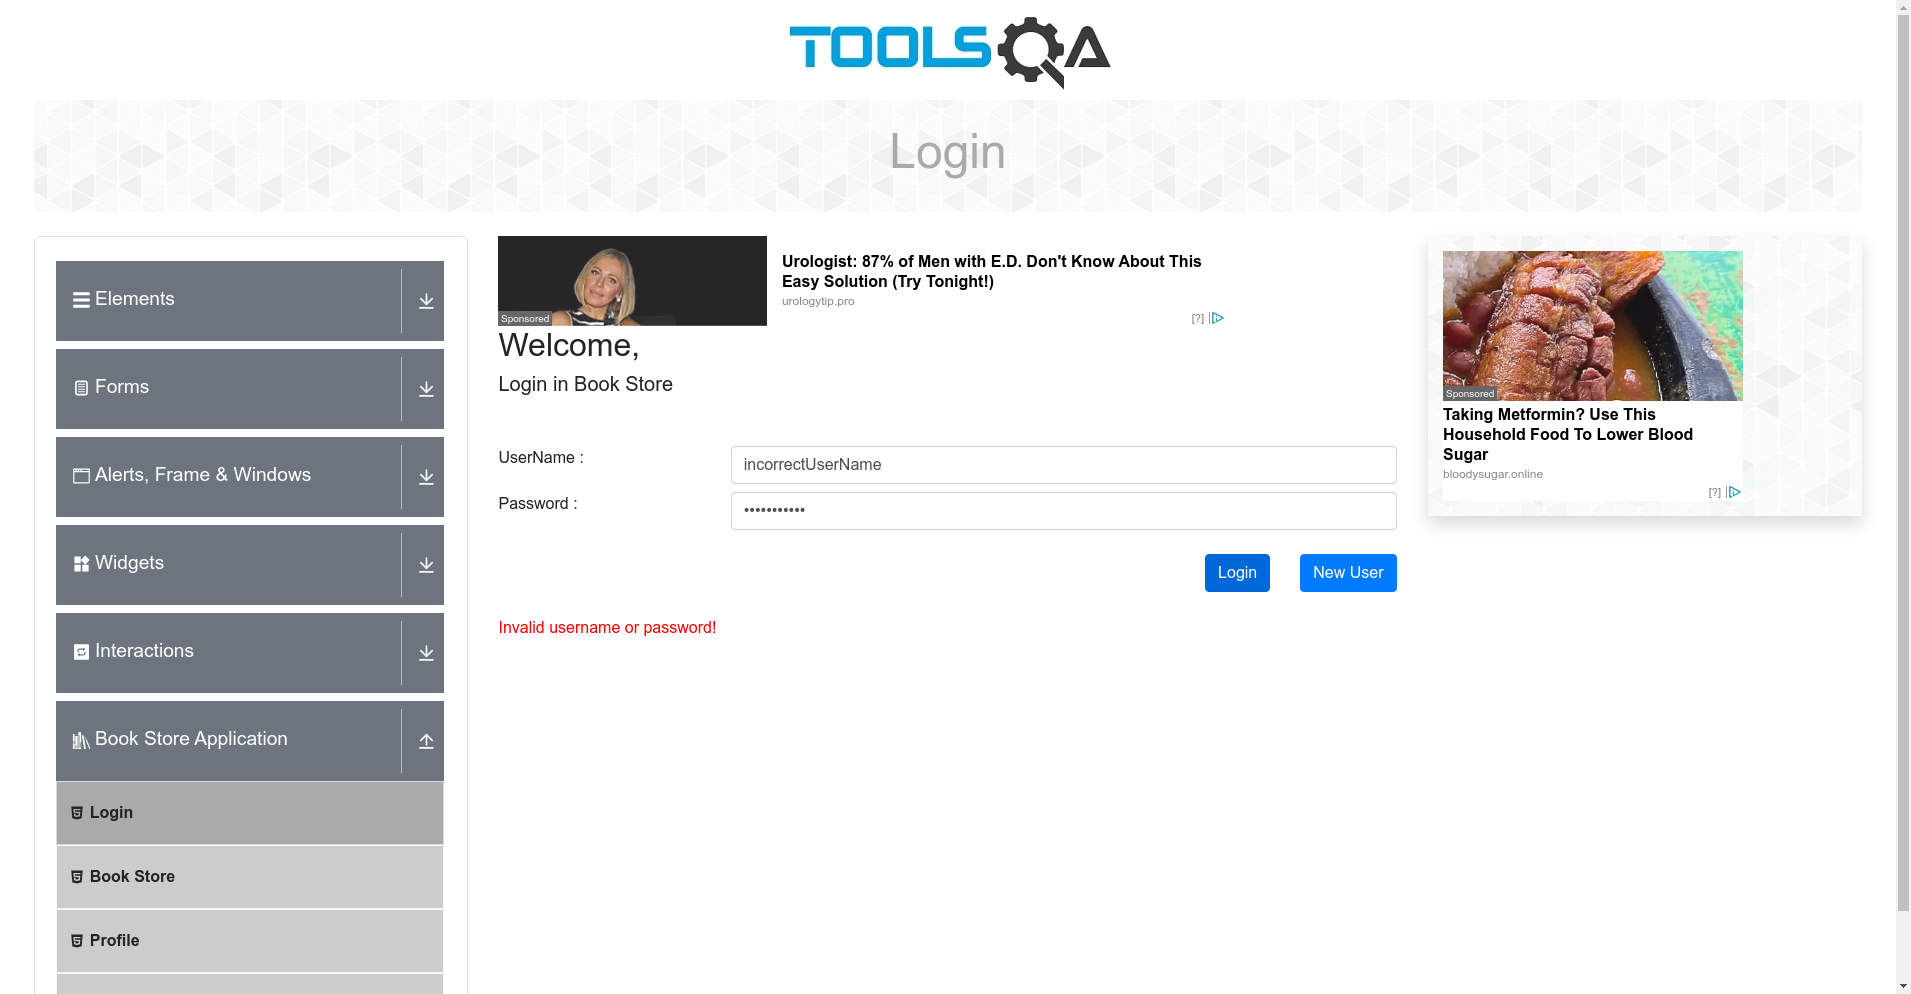 TOOLSQA
Login
Elements
Forms
Alerts, Frame & Windows
Widgets
Interactions
Book Store Application
Login
Book Store
Profile
Sponsored
Urologist: 87% of Men with E.D. Don't Know About This
Easy Solution (Try Tonight!)
urologytip.pro
[?]
Welcome,
Login in Book Store
UserName :
incorrectUserName
Password :
•••••••••••
Login
New User
Invalid username or password!
Sponsored
Taking Metformin? Use This
Household Food To Lower Blood
Sugar
bloodysugar.online
[?]